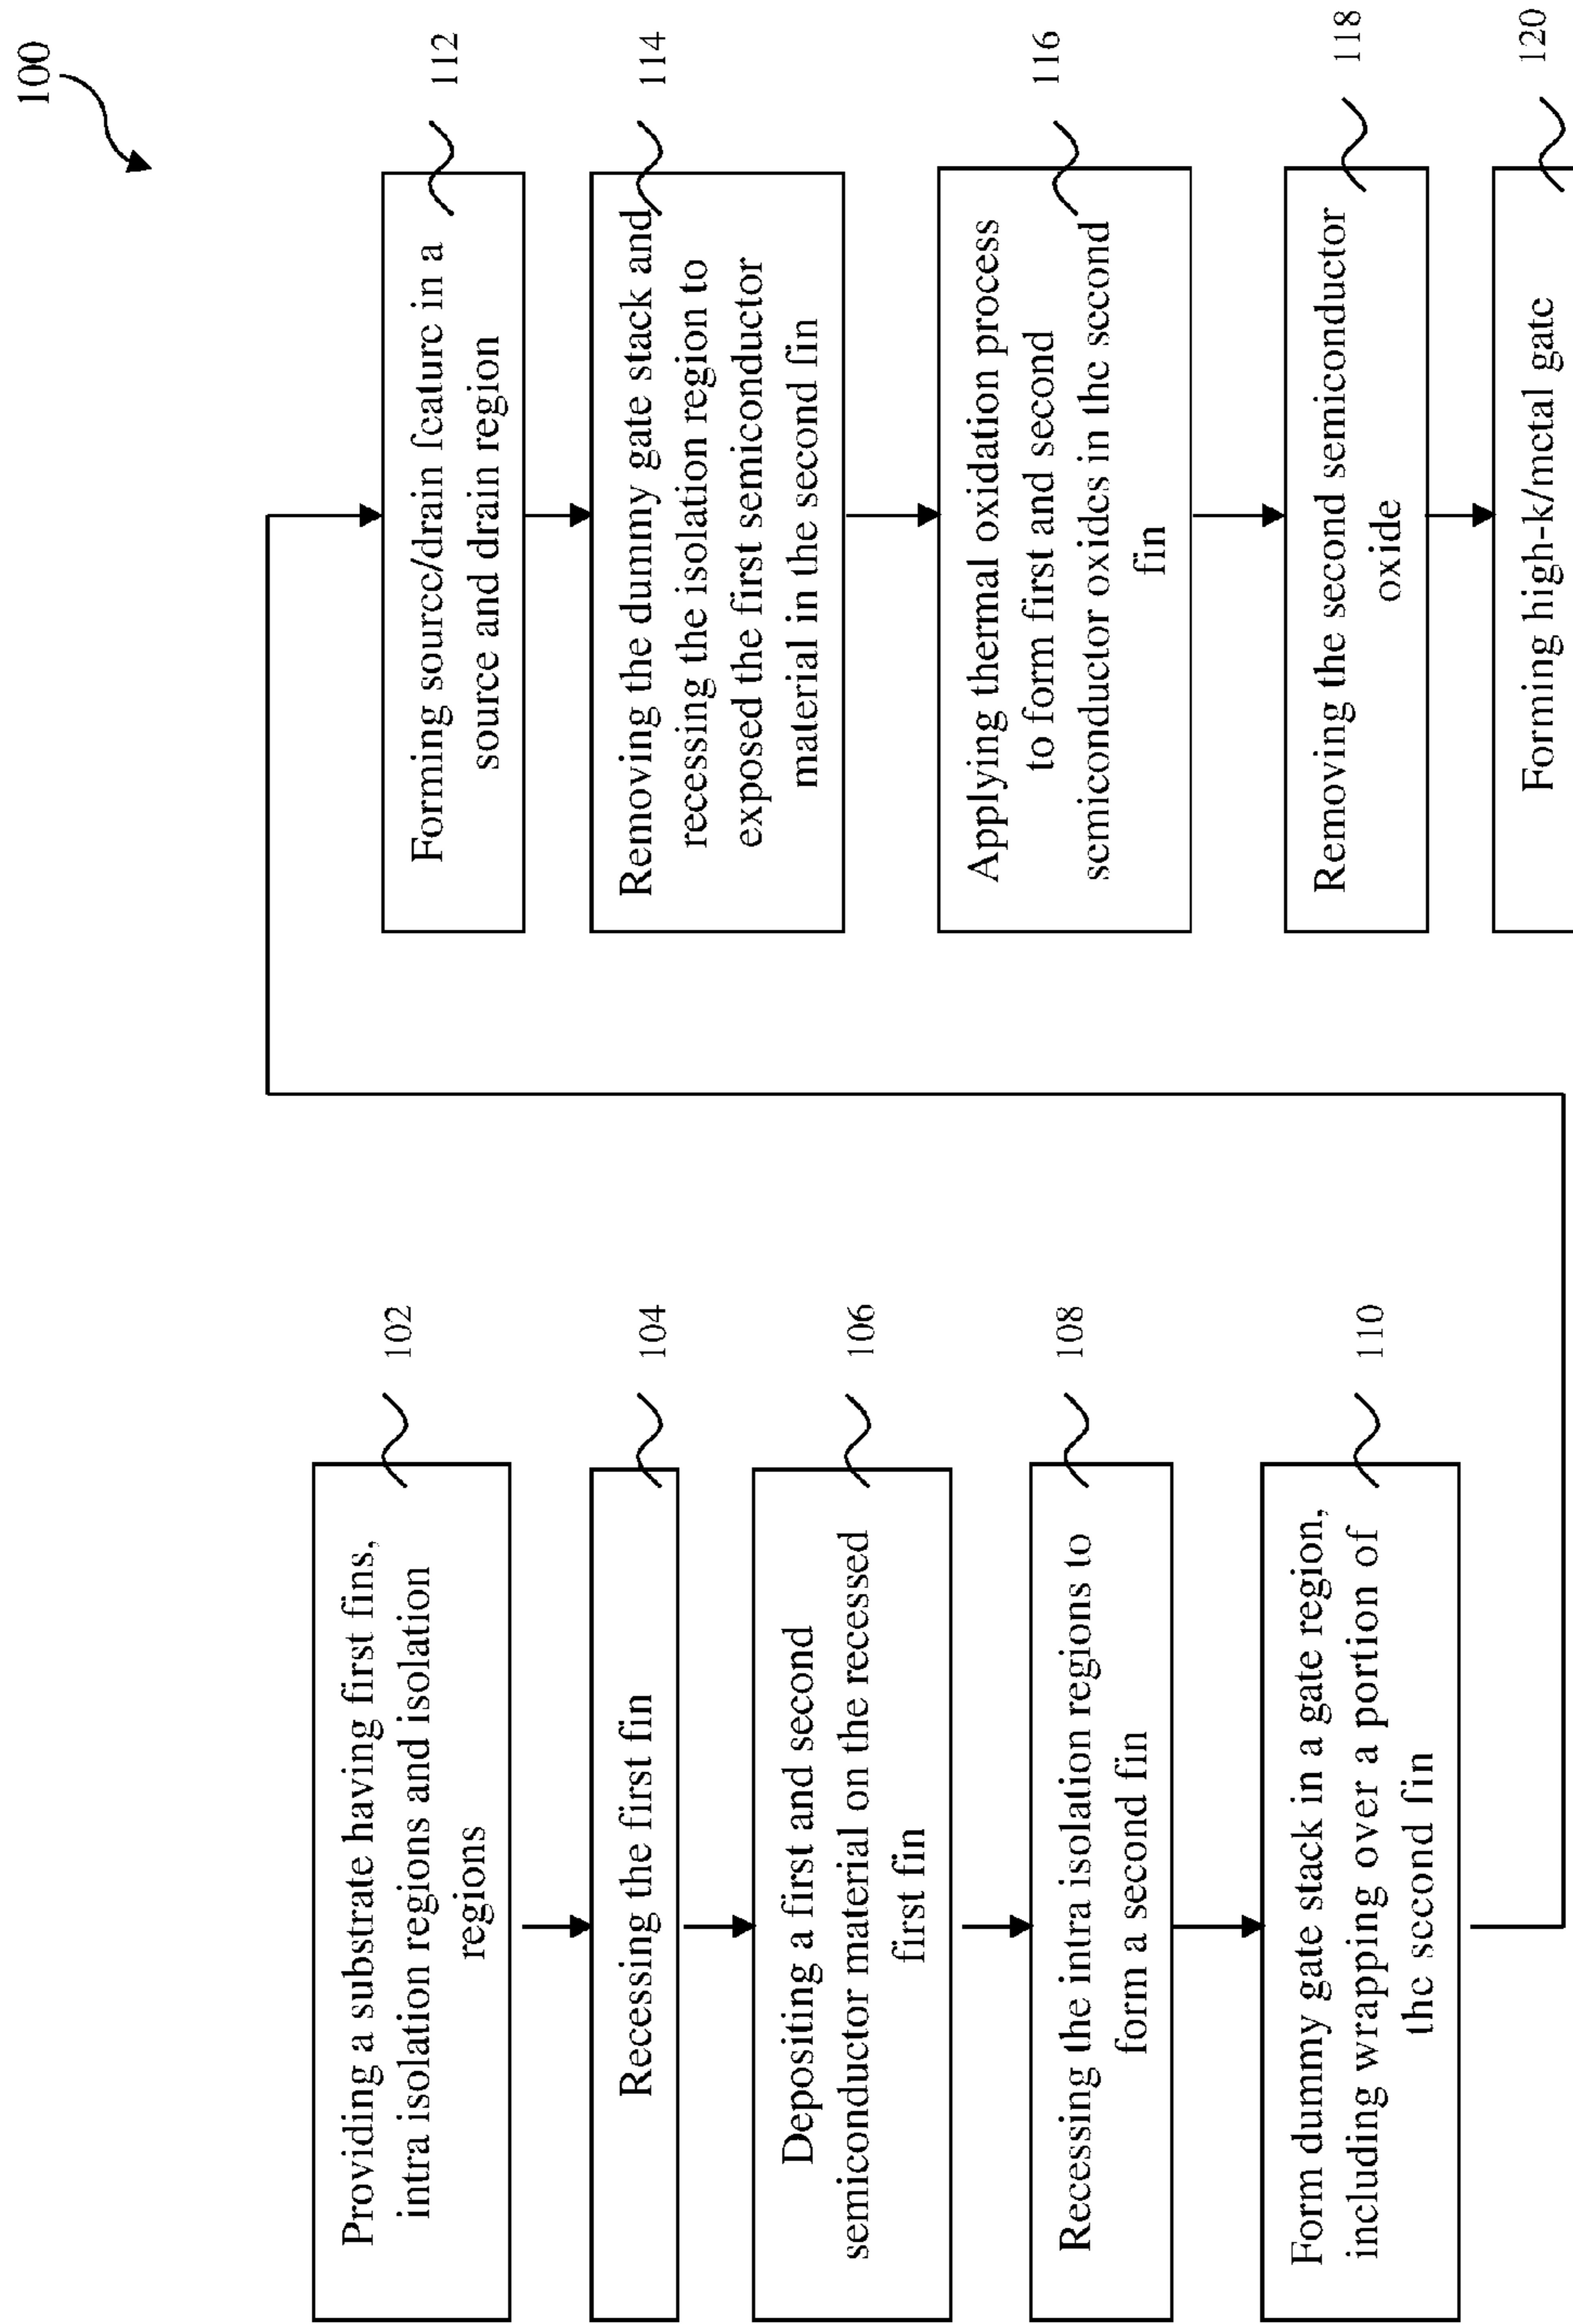 100
Providing a substrate having first fins,
intra isolation regions and isolation
regions
102
Recessing the first fin
104
Depositing a first and second
semiconductor material on the recessed
first fin
106
Recessing the intra isolation regions to
form a second fin
108
Form dummy gate stack in a gate region,
including wrapping over a portion of
the second fin
110
Forming source/drain feature in a
source and drain region
112
Removing the dummy gate stack and
recessing the isolation region to
exposed the first semiconductor
material in the second fin
114
Applying thermal oxidation process
to form first and second
semiconductor oxides in the second
fin
116
Removing the second semiconductor
oxide
118
Forming high-k/metal gate
120